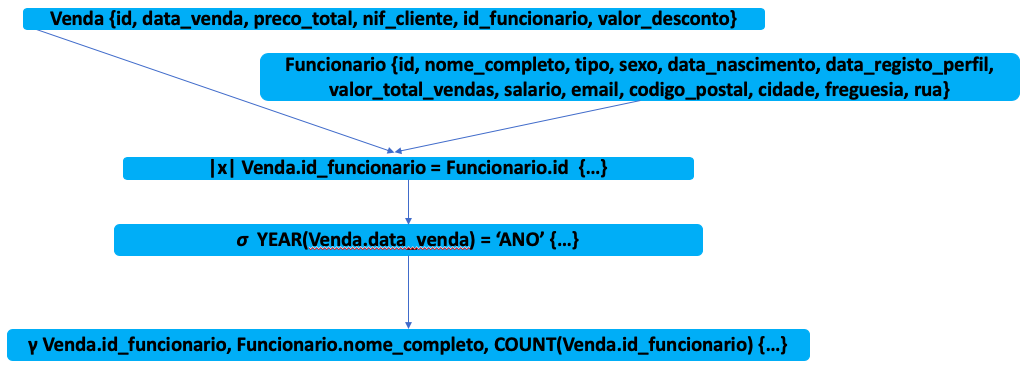 Venda {id, data_venda, preco_total, nif_cliente, id_funcionario, valor_desconto}
Funcionario {id, nome_completo, tipo, sexo, data_nascimento, data_registo_perfil,
valor_total_vendas, salario, email, codigo_postal, cidade, freguesia, rua}
|x| Venda.id_funcionario = Funcionario.id {...}
σ YEAR(Venda.data_venda) = ‘ANO’ {...}
γ Venda.id_funcionario, Funcionario.nome_completo, COUNT(Venda.id_funcionario) {...}